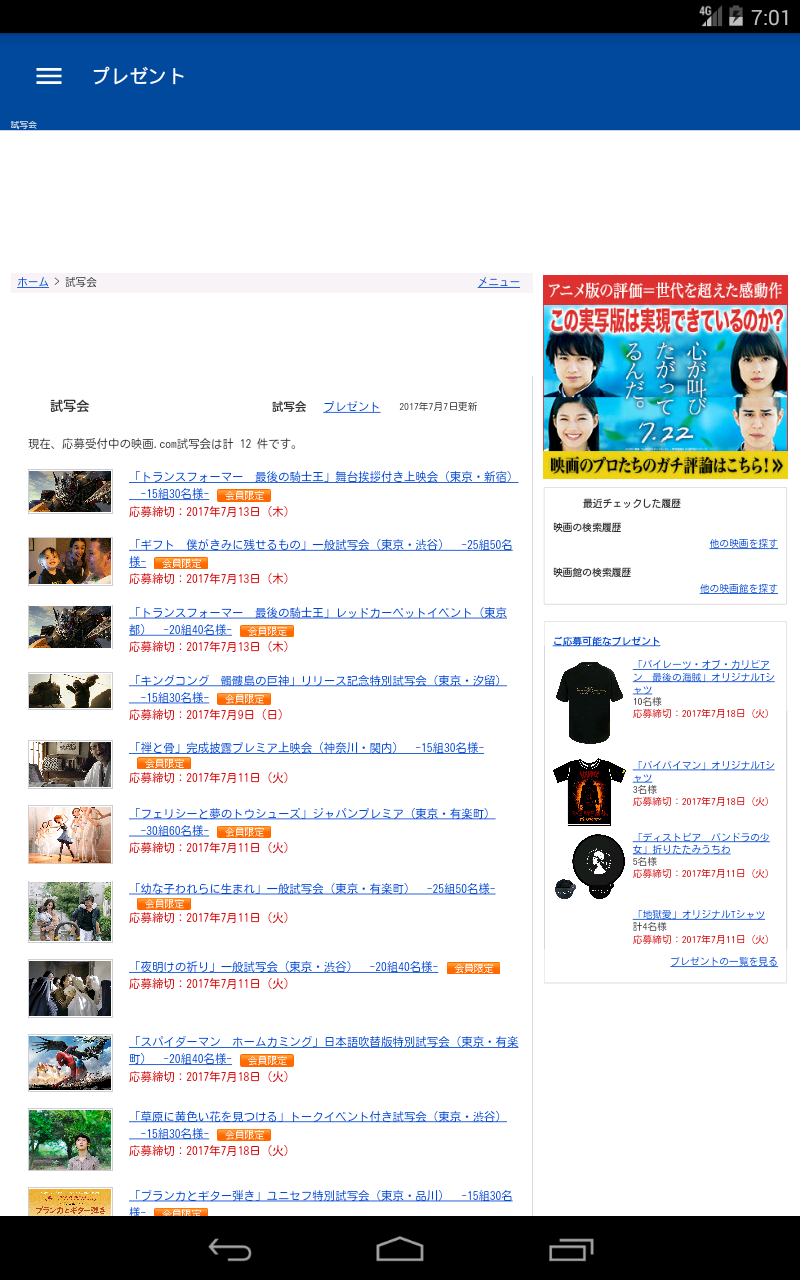 4G 7:01
プレゼント
試写会
ホーム > 試写会
メニュー
試写会
試写会 プレゼント 2017年7月7日更新
現在、応募受付中の映画.com試写会は計 12 件です。
「トランスフォーマー 最後の騎士王」舞台挨拶付き上映会（東京・新宿）
-15組30名様- 会員限定
応募締切：2017年7月13日（木）
「ギフト 僕がきみに残せるもの」一般試写会（東京・渋谷） -25組50名
様- 会員限定
応募締切：2017年7月13日（木）
「トランスフォーマー 最後の騎士王」レッドカーペットイベント（東京
都） -20組40名様- 会員限定
応募締切：2017年7月13日（木）
「キングコング 髑髏島の巨神」リリース記念特別試写会（東京・汐留）
-15組30名様- 会員限定
応募締切：2017年7月9日（日）
「禅と骨」完成披露プレミア上映会（神奈川・関内） -15組30名様-
会員限定
応募締切：2017年7月11日（火）
「フェリシーと夢のトウシューズ」ジャパンプレミア（東京・有楽町）
-30組60名様- 会員限定
応募締切：2017年7月11日（火）
「幼な子われらに生まれ」一般試写会（東京・有楽町） -25組50名様-
会員限定
応募締切：2017年7月11日（火）
「夜明けの祈り」一般試写会（東京・渋谷） -20組40名様- 会員限定
応募締切：2017年7月11日（火）
「スパイダーマン ホームカミング」日本語吹替版特別試写会（東京・有楽
町） -20組40名様- 会員限定
応募締切：2017年7月18日（火）
「草原に黄色い花を見つける」トークイベント付き試写会（東京・渋谷）
-15組30名様- 会員限定
応募締切：2017年7月18日（火）
ブランカとギター弾き
「ブランカとギター弾き」ユニセフ特別試写会（東京・品川） -15組30名
様- 会員限定
アニメ版の評価=世代を超えた感動作
この実写版は実現できているのか?
心が叫び
たがって
るんだ。
7.22
映画のプロたちのガチ評論はこちら!»
最近チェックした履歴
映画の検索履歴
他の映画を探す
映画館の検索履歴
他の映画館を探す
ご応募可能なプレゼント
「パイレーツ・オブ・カリビア
ン 最後の海賊」オリジナルTシ
ャツ
10名様
応募締切：2017年7月18日（火）
「バイバイマン」オリジナルTシ
ャツ
3名様
応募締切：2017年7月18日（火）
「ディストピア パンドラの少
女」折りたたみうちわ
5名様
応募締切：2017年7月11日（火）
「地獄愛」オリジナルTシャツ
計4名様
応募締切：2017年7月11日（火）
プレゼントの一覧を見る